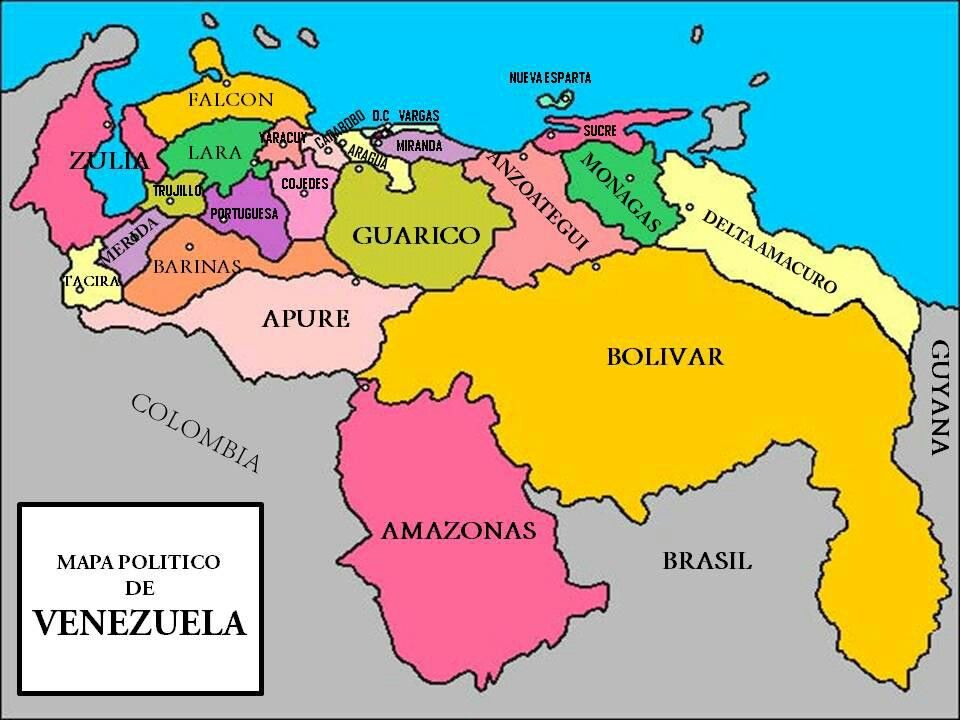 NUEVA ESPARTA
FALCON
D.C VARGAS
CARABOBO
SUCRE
YARACUY
MIRANDA
ZULIA
LARA
ARAGUA
ANZOATEGUI
MONAGAS
TRUJILLO
COJEDES
PORTUGUESA
MERIDA
GUARICO
DELTA AMACURO
BARINAS
TACIRA
APURE
BOLIVAR
GUYANA
COLOMBIA
AMAZONAS
BRASIL
MAPA POLITICO
DE
VENEZUELA